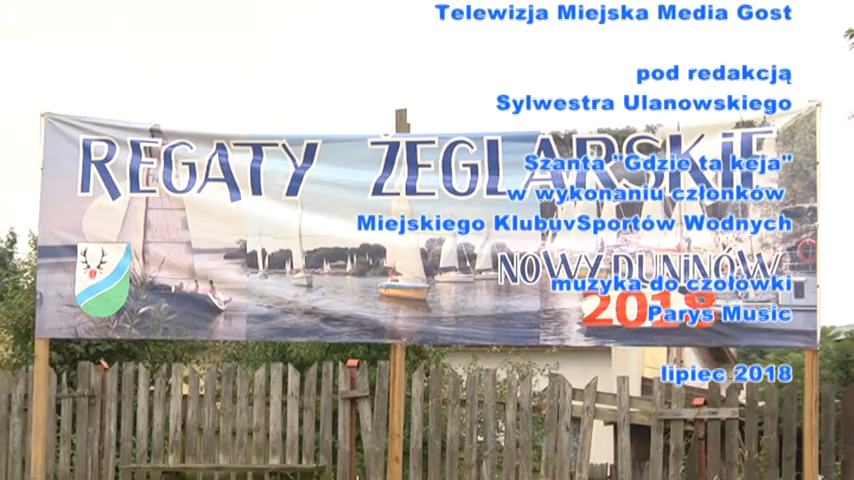 Telewizja Miejska Media Gost
pod redakcją
Sylwestra Ulanowskiego
Szanta "Gdzie ta keja"
w wykonaniu członków
Miejskiego KlubuvSportów Wodnych
muzyka do czołówki
Parys Music
lipiec 2018
REGATY ŻEGLARSKIE
NOWY DUNINÓW
2018